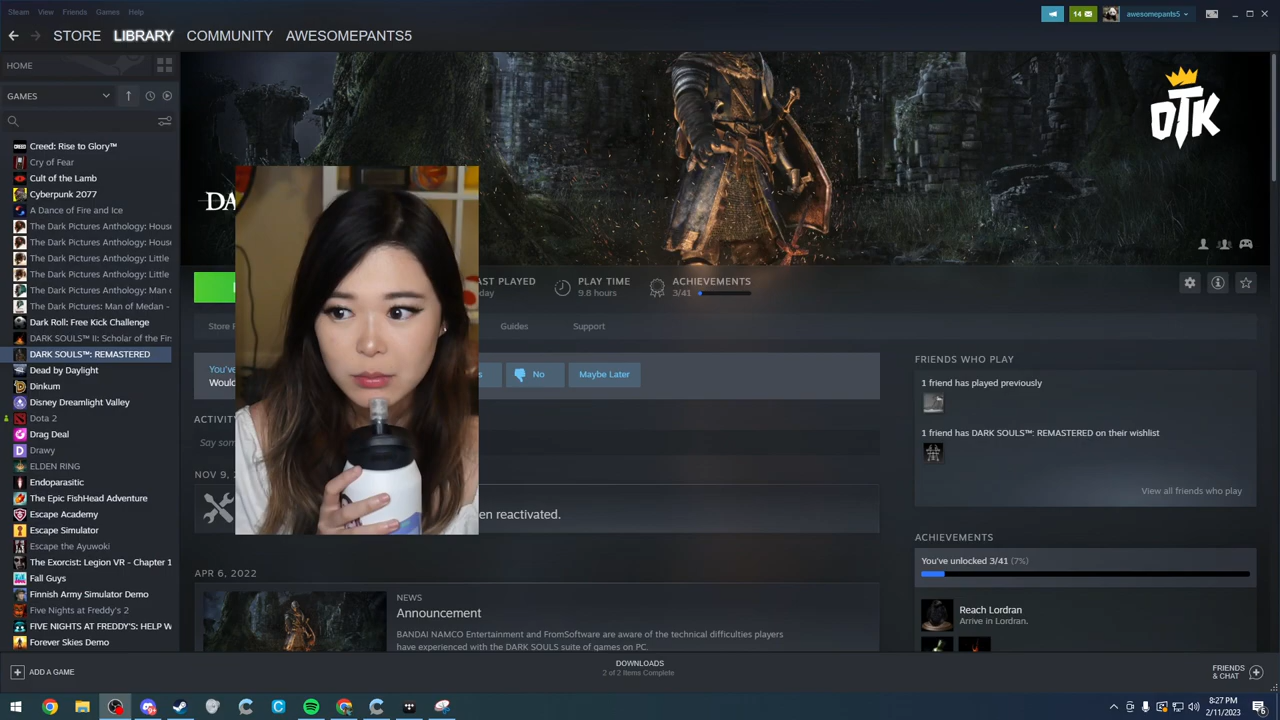 Steam View Friends Games Help
14
awesomepants5
STORE LIBRARY COMMUNITY AWESOMEPANTS5
HOME
GAMES
CREED Creed: Rise to Glory™
Cry of Fear
Cult of the Lamb
Cyberpunk 2077
A Dance of Fire and Ice
The Dark Pictures Anthology: House
The Dark Pictures Anthology: House
The Dark Pictures Anthology: Little
The Dark Pictures Anthology: Little
The Dark Pictures Anthology: Man o
The Dark Pictures: Man of Medan -
Dark Roll: Free Kick Challenge
DARK SOULS™ II: Scholar of the Firs
DARK SOULS™: REMASTERED
Dead by Daylight
Dinkum
Disney Dreamlight Valley
Dota 2
Drag Deal
Drawy
ELDEN RING
Endoparasitic
The Epic FishHead Adventure
Escape Academy
Escape Simulator
Escape the Ayuwoki
The Exorcist: Legion VR - Chapter 1
Fall Guys
Finnish Army Simulator Demo
Five Nights at Freddy's 2
FIVE NIGHTS AT FREDDY'S: HELP W
Forever Skies Demo
ADD A GAME
OTK
DA
AST PLAYED
day
PLAY TIME
9.8 hours
ACHIEVEMENTS
3/41
Store P
Guides
Support
You've
Would
s
No
Maybe Later
ACTIVITY
Say som
NOV 9, 2
en reactivated.
APR 6, 2022
NEWS
Announcement
BANDAI NAMCO Entertainment and FromSoftware are aware of the technical difficulties players
have experienced with the DARK SOULS suite of games on PC.
FRIENDS WHO PLAY
1 friend has played previously
1 friend has DARK SOULS™: REMASTERED on their wishlist
View all friends who play
ACHIEVEMENTS
You've unlocked 3/41 (7%)
Reach Lordran
Arrive in Lordran.
DOWNLOADS
2 of 2 Items Complete
FRIENDS
& CHAT
8:27 PM
2/11/2023